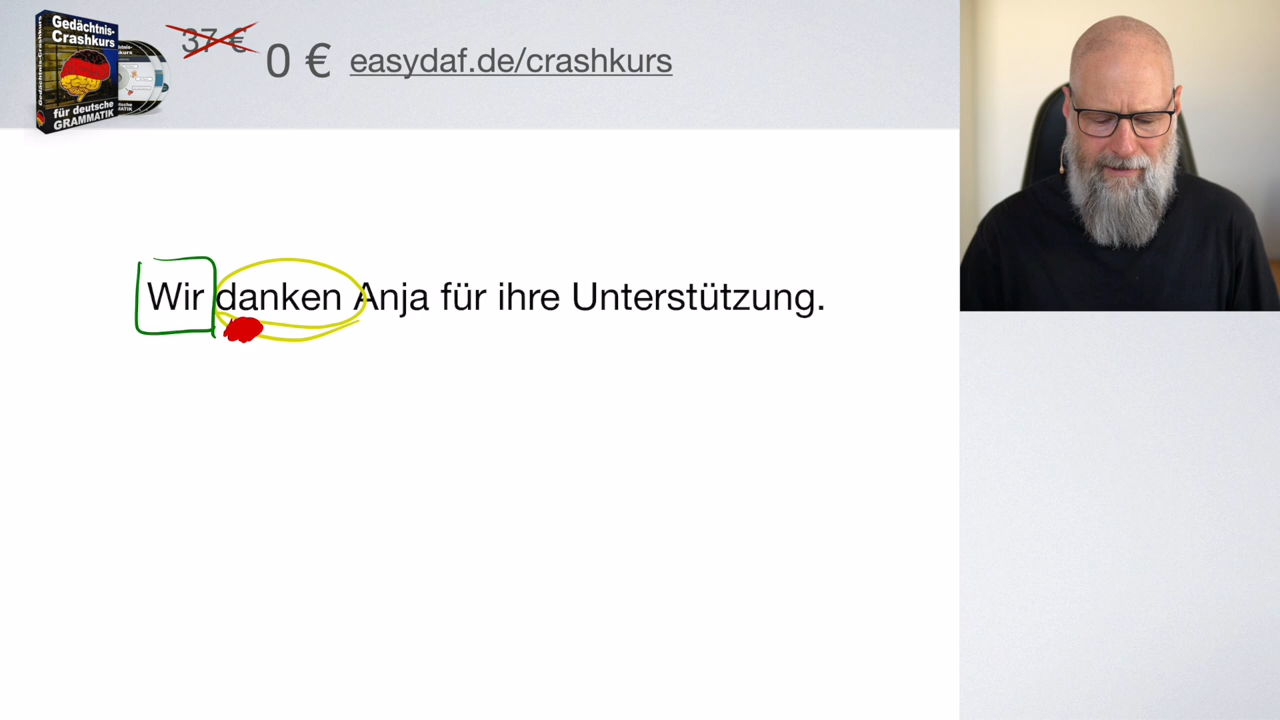 Gedächtnis-
Crashkurs
für deutsche
GRAMMATIK
37 €
0 €
easydaf.de/crashkurs
Wir danken Anja für ihre Unterstützung.